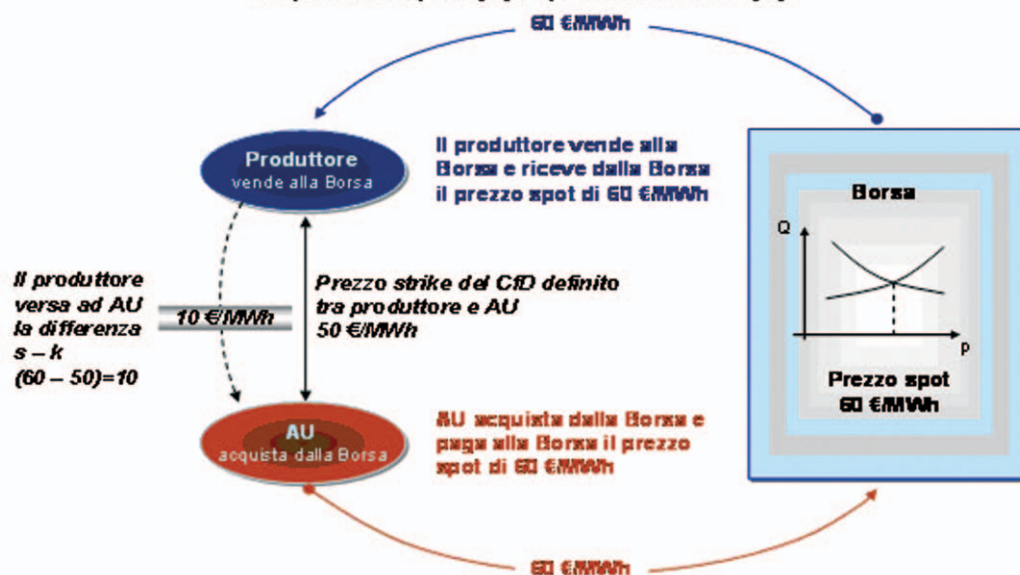 60 €/MWh
Produttore
vende alla Borsa
Il produttore vende alla
Borsa e riceve dalla Borsa
il prezzo spot di 60 €/MWh
Borsa
Q
p
Prezzo spot
60 €/MWh
Il produttore
versa ad AU
la differenza
s – k
(60 – 50)=10
10 €/MWh
Prezzo strike del CfD definito
tra produttore e AU
50 €/MWh
AU
acquista dalla Borsa
AU acquista dalla Borsa e
paga alla Borsa il prezzo
spot di 60 €/MWh
60 €/MWh